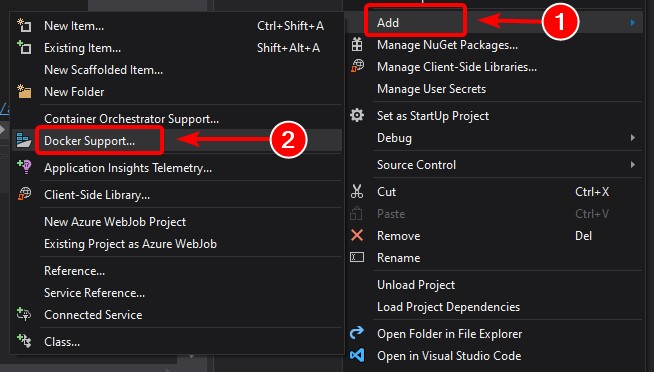 New Item... Ctrl+Shift+A
Existing Item... Shift+Alt+A
New Scaffolded Item...
New Folder
Container Orchestrator Support...
Docker Support... 2
Application Insights Telemetry...
Client-Side Library...
New Azure WebJob Project
Existing Project as Azure WebJob
Reference...
Service Reference...
Connected Service
Class...
Add 1
Manage NuGet Packages...
Manage Client-Side Libraries...
Manage User Secrets
Set as StartUp Project
Debug
Source Control
Cut Ctrl+X
Paste Ctrl+V
Remove Del
Rename
Unload Project
Load Project Dependencies
Open Folder in File Explorer
Open in Visual Studio Code